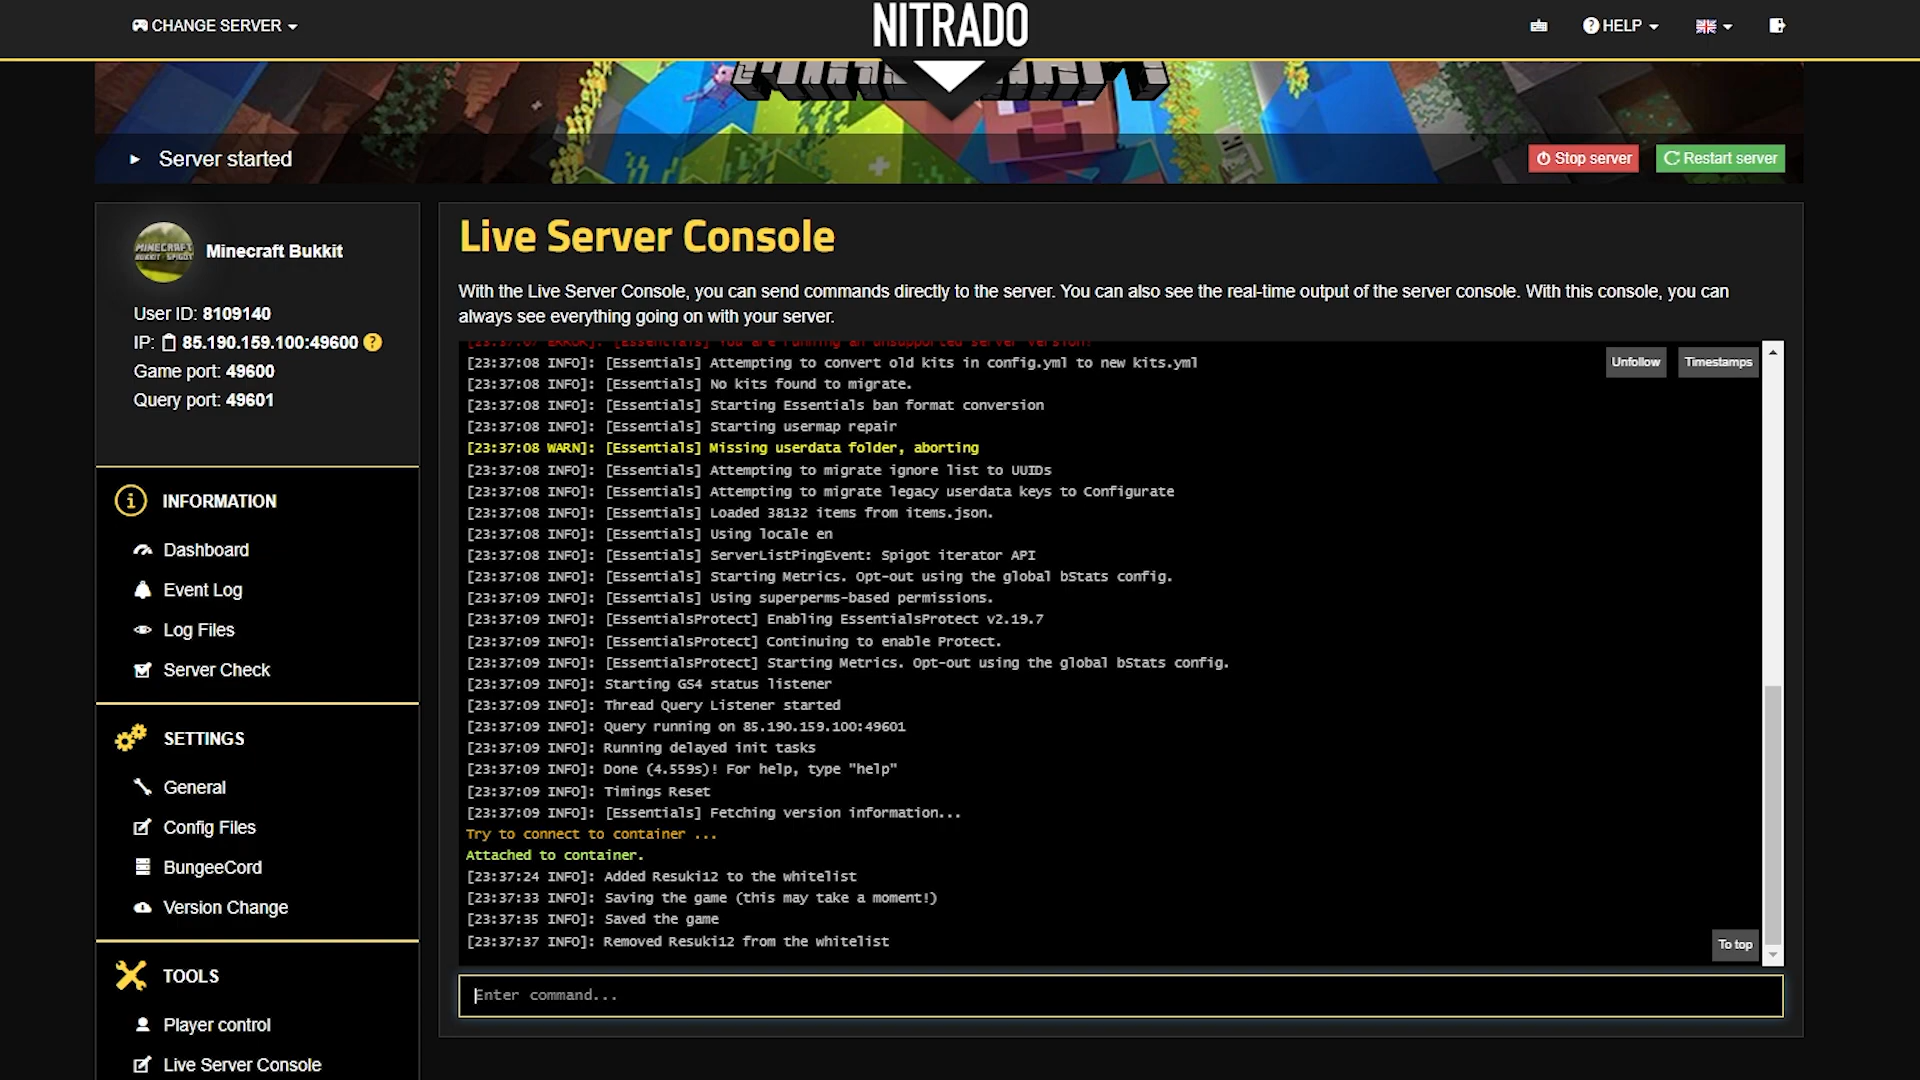 CHANGE SERVER
NITRADO
HELP
Server started
Stop server
Restart server
MINECRAFT
BUKKIT · SPIGOT
Minecraft Bukkit
User ID: 8109140
IP: 85.190.159.100:49600 ?
Game port: 49600
Query port: 49601
INFORMATION
Dashboard
Event Log
Log Files
Server Check
SETTINGS
General
Config Files
BungeeCord
Version Change
TOOLS
Player control
Live Server Console
Live Server Console
With the Live Server Console, you can send commands directly to the server. You can also see the real-time output of the server console. With this console, you can
always see everything going on with your server.
[23:37:07 ERROR]: [Essentials] You are running an unsupported server version!
[23:37:08 INFO]: [Essentials] Attempting to convert old kits in config.yml to new kits.yml
[23:37:08 INFO]: [Essentials] No kits found to migrate.
[23:37:08 INFO]: [Essentials] Starting Essentials ban format conversion
[23:37:08 INFO]: [Essentials] Starting usermap repair
[23:37:08 WARN]: [Essentials] Missing userdata folder, aborting
[23:37:08 INFO]: [Essentials] Attempting to migrate ignore list to UUIDs
[23:37:08 INFO]: [Essentials] Attempting to migrate legacy userdata keys to Configurate
[23:37:08 INFO]: [Essentials] Loaded 38132 items from items.json.
[23:37:08 INFO]: [Essentials] Using locale en
[23:37:08 INFO]: [Essentials] ServerListPingEvent: Spigot iterator API
[23:37:08 INFO]: [Essentials] Starting Metrics. Opt-out using the global bStats config.
[23:37:09 INFO]: [Essentials] Using superperms-based permissions.
[23:37:09 INFO]: [EssentialsProtect] Enabling EssentialsProtect v2.19.7
[23:37:09 INFO]: [EssentialsProtect] Continuing to enable Protect.
[23:37:09 INFO]: [EssentialsProtect] Starting Metrics. Opt-out using the global bStats config.
[23:37:09 INFO]: Starting GS4 status listener
[23:37:09 INFO]: Thread Query Listener started
[23:37:09 INFO]: Query running on 85.190.159.100:49601
[23:37:09 INFO]: Running delayed init tasks
[23:37:09 INFO]: Done (4.559s)! For help, type "help"
[23:37:09 INFO]: Timings Reset
[23:37:09 INFO]: [Essentials] Fetching version information...
Try to connect to container ...
Attached to container.
[23:37:24 INFO]: Added Resuki12 to the whitelist
[23:37:33 INFO]: Saving the game (this may take a moment!)
[23:37:35 INFO]: Saved the game
[23:37:37 INFO]: Removed Resuki12 from the whitelist
Unfollow
Timestamps
To top
Enter command...